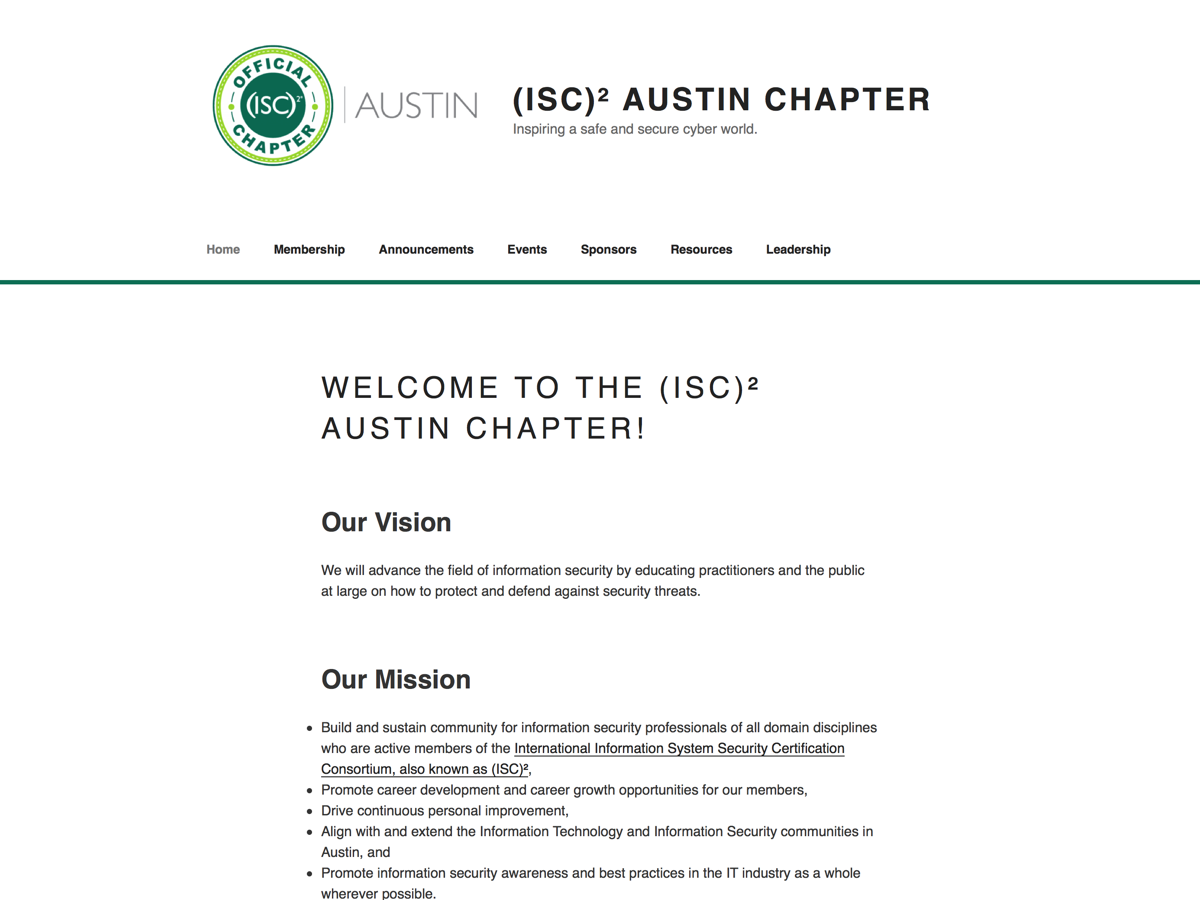 OFFICIAL
(ISC)²
CHAPTER
AUSTIN
(ISC)² AUSTIN CHAPTER
Inspiring a safe and secure cyber world.
Home Membership Announcements Events Sponsors Resources Leadership
WELCOME TO THE (ISC)²
AUSTIN CHAPTER!
Our Vision
We will advance the field of information security by educating practitioners and the public
at large on how to protect and defend against security threats.
Our Mission
• Build and sustain community for information security professionals of all domain disciplines
who are active members of the International Information System Security Certification
Consortium, also known as (ISC)²,
• Promote career development and career growth opportunities for our members,
• Drive continuous personal improvement,
• Align with and extend the Information Technology and Information Security communities in
Austin, and
• Promote information security awareness and best practices in the IT industry as a whole
wherever possible.